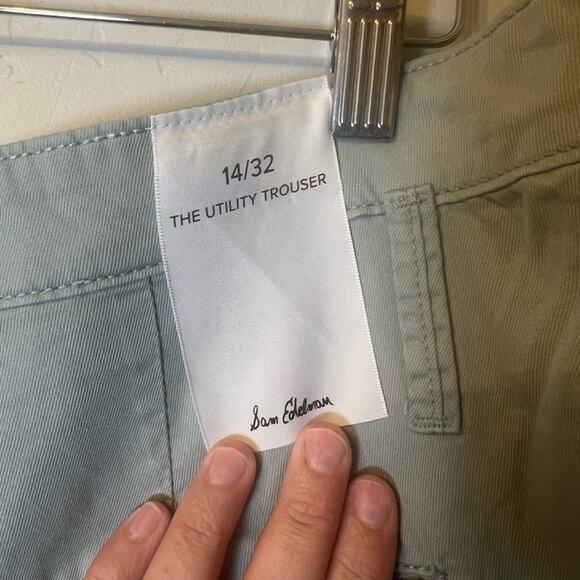 14/32
THE UTILITY TROUSER
Sam Edelman